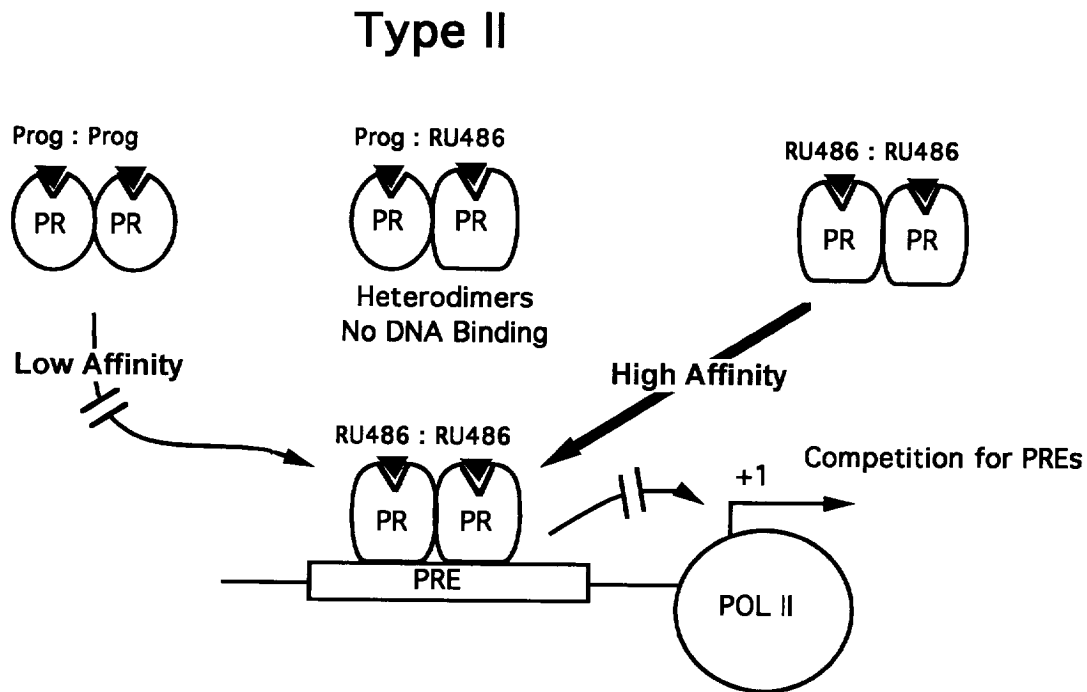 Type II
Prog : Prog
PR PR
Prog : RU486
PR PR
Heterodimers
No DNA Binding
RU486 : RU486
PR PR
Low Affinity
High Affinity
RU486 : RU486
PR PR
PRE
+1
Competition for PREs
POL II